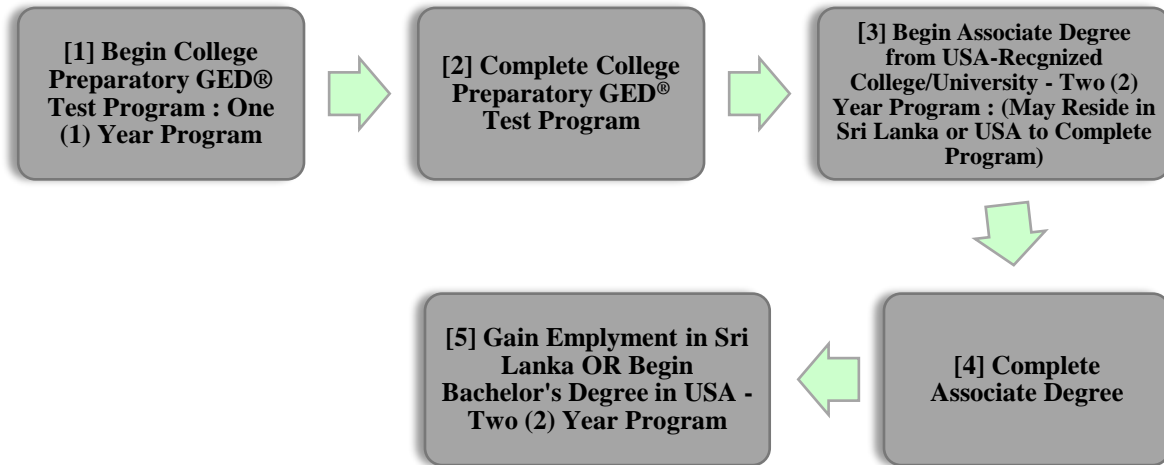 [1] Begin College
Preparatory GED®
Test Program : One
(1) Year Program
[2] Complete College
Preparatory GED®
Test Program
[3] Begin Associate Degree
from USA-Recgnized
College/University - Two (2)
Year Program : (May Reside in
Sri Lanka or USA to Complete
Program)
[4] Complete
Associate Degree
[5] Gain Emplyment in Sri
Lanka OR Begin
Bachelor's Degree in USA -
Two (2) Year Program